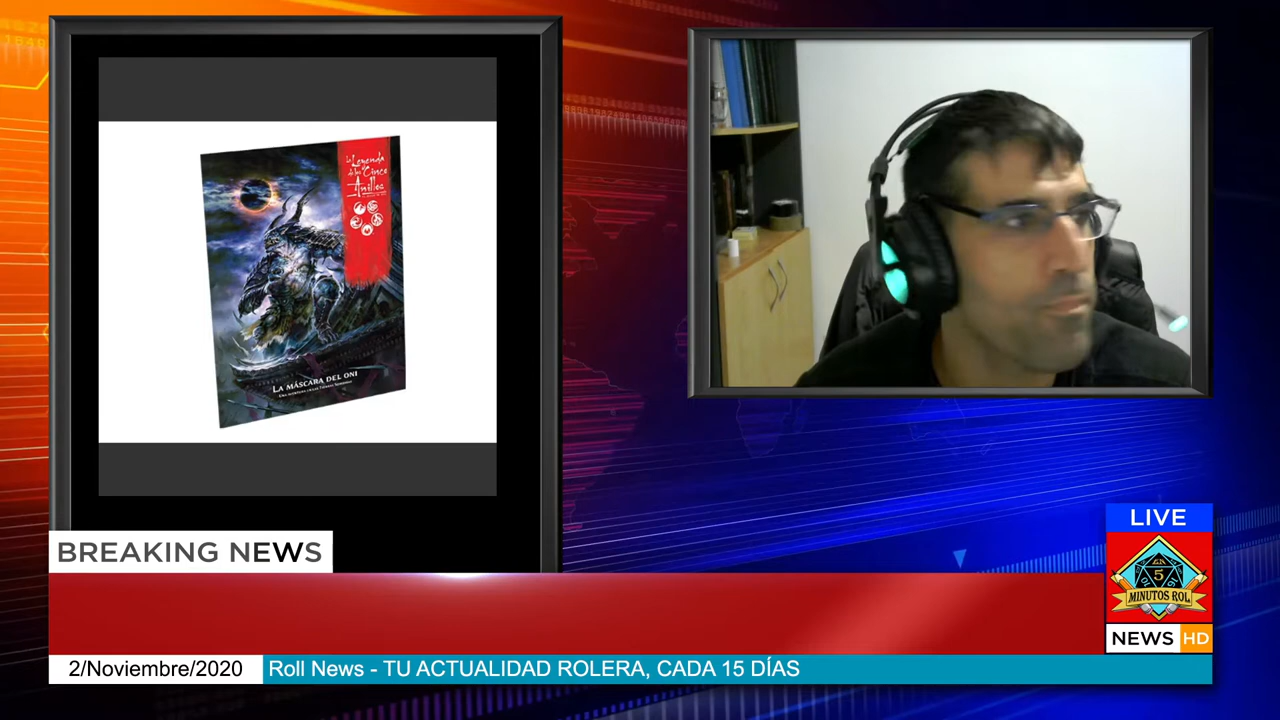 La Leyenda
de los Cinco
Anillos
LA MÁSCARA DEL ONI
BREAKING NEWS
2/Noviembre/2020
Roll News - TU ACTUALIDAD ROLERA, CADA 15 DÍAS
LIVE
EN
5
MINUTOS ROL
NEWS HD